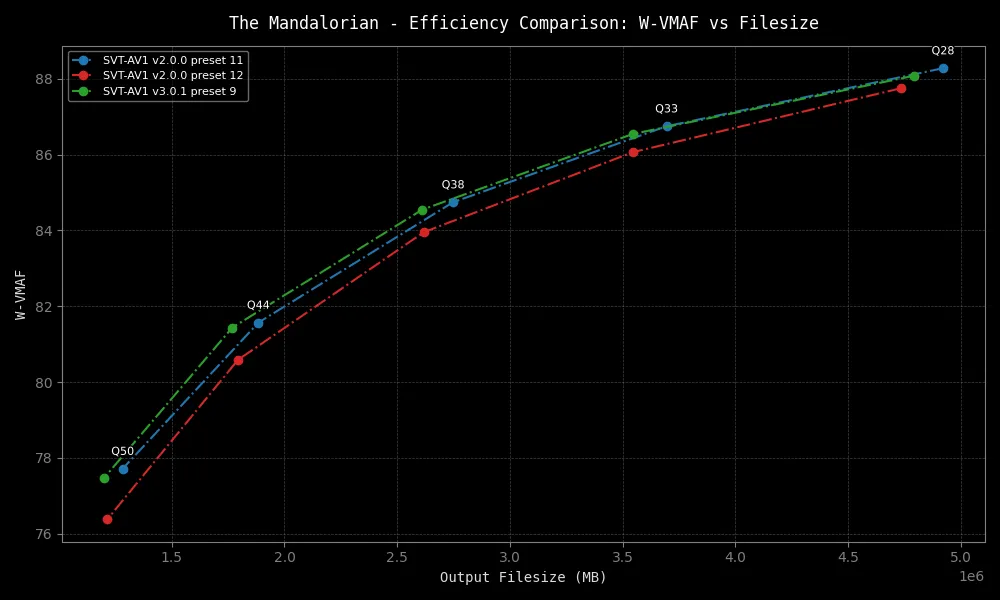 The Mandalorian - Efficiency Comparison: W-VMAF vs Filesize
SVT-AV1 v2.0.0 preset 11
SVT-AV1 v2.0.0 preset 12
SVT-AV1 v3.0.1 preset 9
Q28
Q33
Q38
Q44
Q50
88
86
84
82
80
78
76
W-VMAF
1.5 2.0 2.5 3.0 3.5 4.0 4.5 5.0
1e6
Output Filesize (MB)